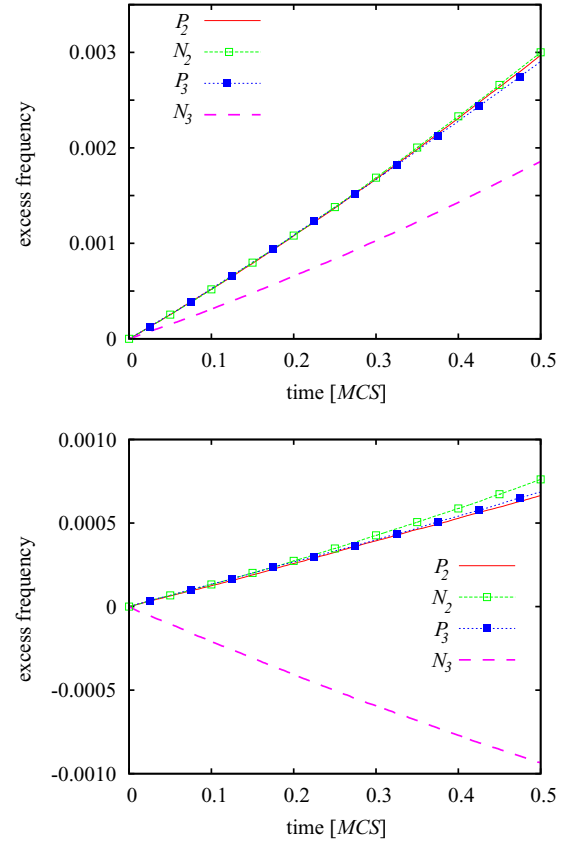 P2
N2
P3
N3
0.003
0.002
0.001
0
excess frequency
0 0.1 0.2 0.3 0.4 0.5
time [MCS]
0.0010
0.0005
0
-0.0005
-0.0010
excess frequency
P2
N2
P3
N3
0 0.1 0.2 0.3 0.4 0.5
time [MCS]